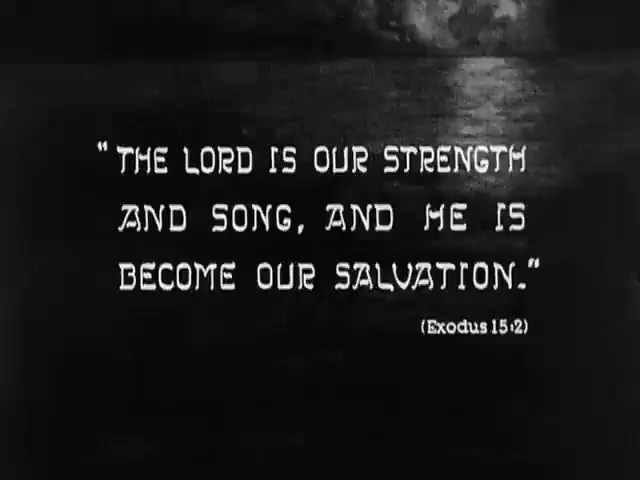 "THE LORD IS OUR STRENGTH
AND SONG, AND HE IS
BECOME OUR SALVATION."
(Exodus 15:2)